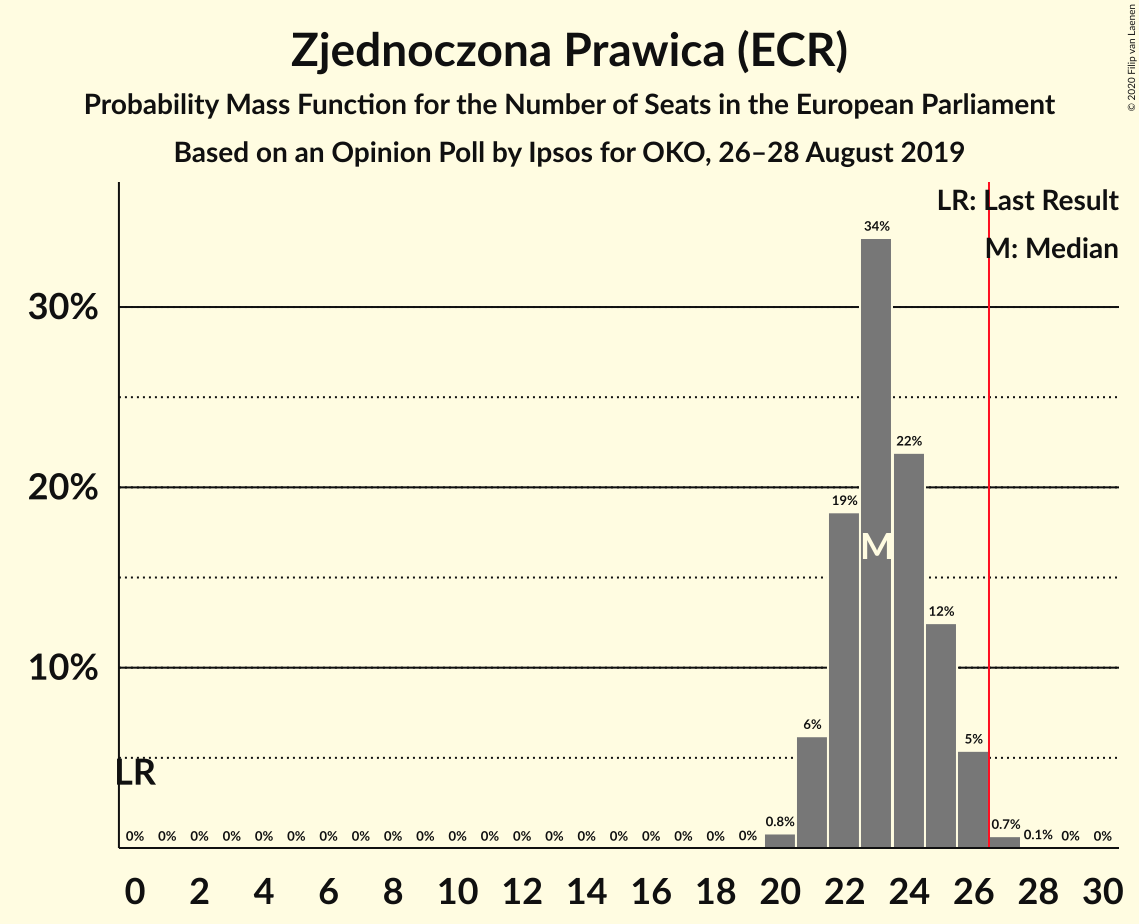 Zjednoczona Prawica (ECR)
Probability Mass Function for the Number of Seats in the European Parliament
Based on an Opinion Poll by Ipsos for OKO, 26–28 August 2019
© 2020 Filip van Laenen
LR: Last Result
M: Median
34%
30%
22%
20%
19%
M
12%
10%
6%
5%
LR
0% 0% 0% 0% 0% 0% 0% 0% 0% 0% 0% 0% 0% 0% 0% 0% 0% 0% 0% 0% 0.8% 0.7% 0.1% 0% 0%
0 2 4 6 8 10 12 14 16 18 20 22 24 26 28 30